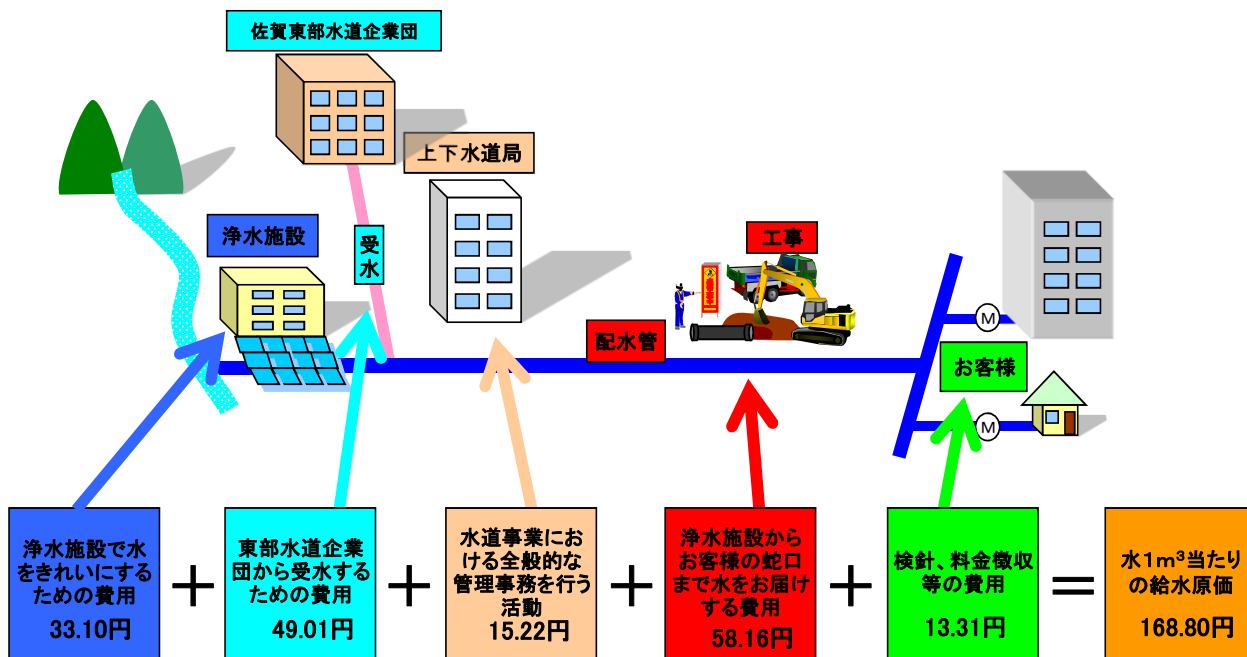 佐賀東部水道企業団
上下水道局
浄水施設
受水
工事
配水管
お客様
M
M
浄水施設で水
をきれいにする
ための費用
33.10円
+
東部水道企業
団から受水する
ための費用
49.01円
+
水道事業にお
ける全般的な
管理事務を行う
活動
15.22円
+
浄水施設から
お客様の蛇口
まで水をお届け
する費用
58.16円
+
検針、料金徴収
等の費用
13.31円
=
水1m³当たり
の給水原価
168.80円